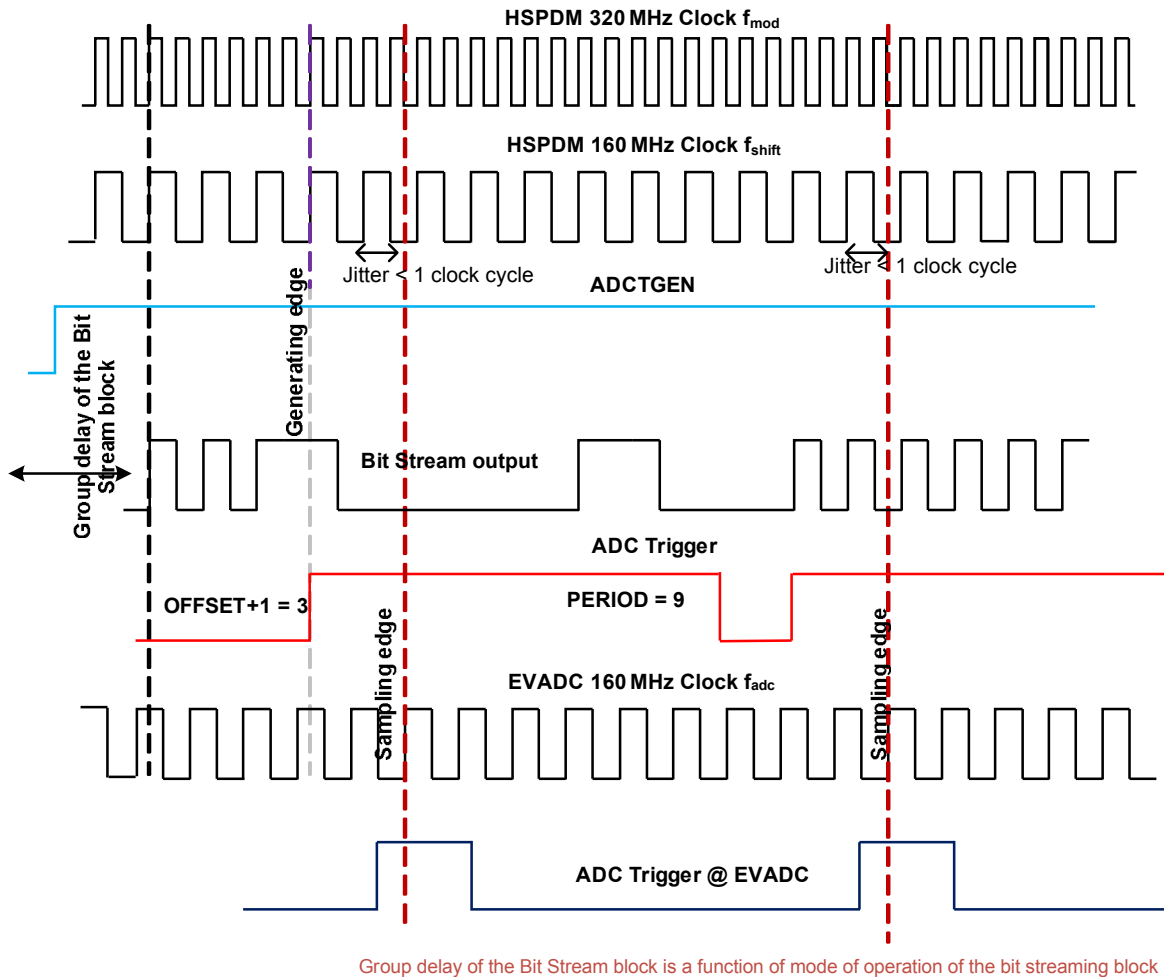 HSPDM 320 MHz Clock fmod
HSPDM 160 MHz Clock fshift
Jitter < 1 clock cycle
Jitter < 1 clock cycle
ADCTGEN
Group delay of the Bit
Stream block
Generating edge
Bit Stream output
ADC Trigger
OFFSET+1 = 3
PERIOD = 9
Sampling edge
Sampling edge
EVADC 160 MHz Clock fadc
ADC Trigger @ EVADC
Group delay of the Bit Stream block is a function of mode of operation of the bit streaming block